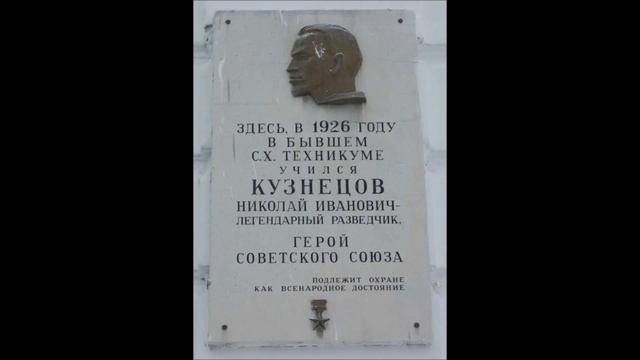 ЗДЕСЬ, В 1926 ГОДУ
В БЫВШЕМ
С.Х. ТЕХНИКУМЕ
УЧИЛСЯ
КУЗНЕЦОВ
НИКОЛАЙ ИВАНОВИЧ-
ЛЕГЕНДАРНЫЙ РАЗВЕДЧИК,
ГЕРОЙ
СОВЕТСКОГО СОЮЗА
ПОДЛЕЖИТ ОХРАНЕ
КАК ВСЕНАРОДНОЕ ДОСТОЯНИЕ